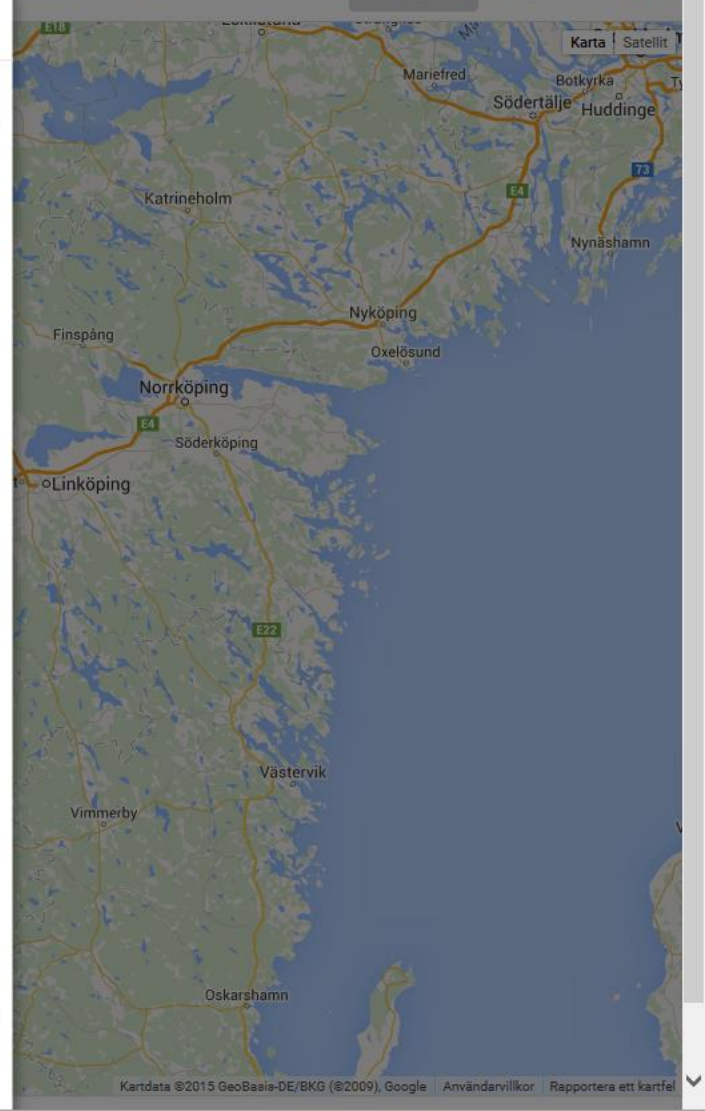 E18
Karta Satellit
Mariefred
Botkyrka
Södertälje
Huddinge
73
E4
Katrineholm
Nynäshamn
Nyköping
Finspång
Oxelösund
Norrköping
E4
Söderköping
Linköping
E22
Västervik
Vimmerby
Oskarshamn
Kartdata ©2015 GeoBasis-DE/BKG (©2009), Google Användarvillkor Rapportera ett kartfel